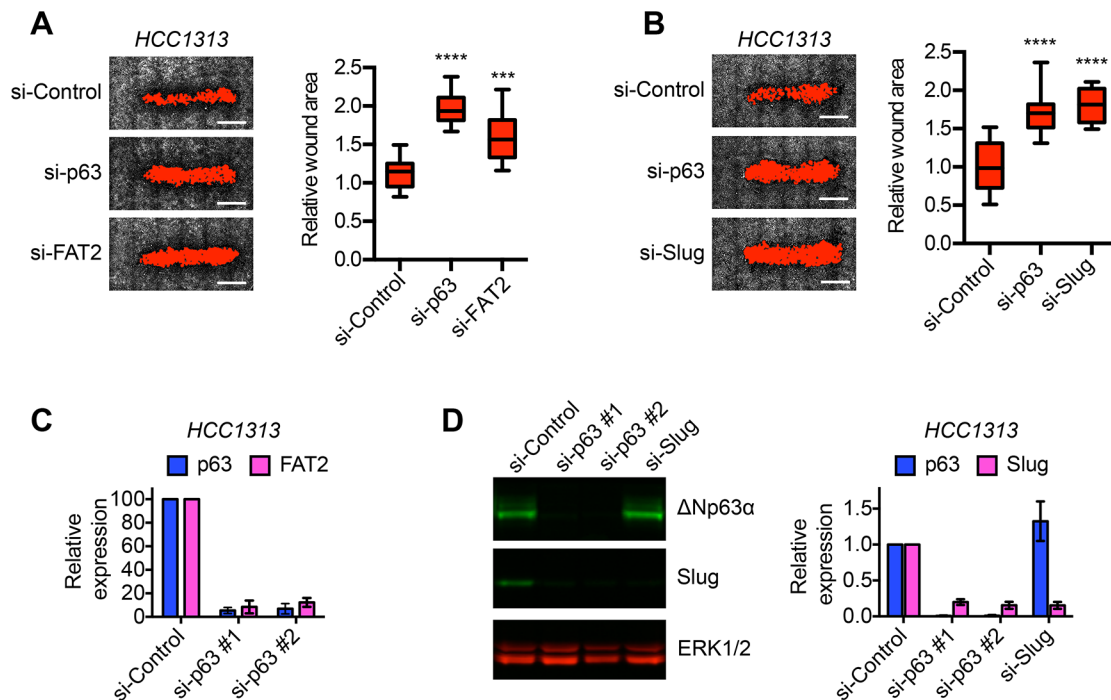 A
HCC1313
si-Control
si-p63
si-FAT2
Relative wound area
2.5
2.0
1.5
1.0
0.5
0.0
****
***
si-Control
si-p63
si-FAT2
B
HCC1313
si-Control
si-p63
si-Slug
Relative wound area
2.5
2.0
1.5
1.0
0.5
0.0
****
****
si-Control
si-p63
si-Slug
C
HCC1313
p63 FAT2
Relative
expression
100
80
60
40
20
0
si-Control
si-p63 #1
si-p63 #2
D
si-Control
si-p63 #1
si-p63 #2
si-Slug
ΔNp63α
Slug
ERK1/2
HCC1313
p63 Slug
Relative
expression
1.5
1.0
0.5
0.0
si-Control
si-p63 #1
si-p63 #2
si-Slug